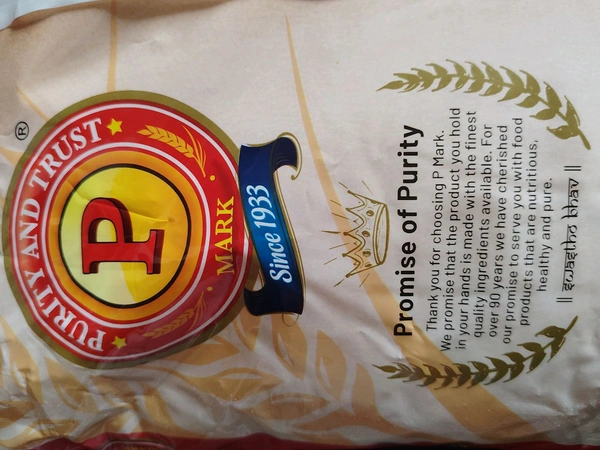 ®
PURITY AND TRUST
P
MARK
Since 1933
Promise of Purity
Thank you for choosing P Mark.
We promise that the product you hold
in your hands is made with the finest
quality ingredients available. For
over 90 years we have cherished
our promise to serve you with food
products that are nutritious,
healthy and pure.
|| swastho bhav ||